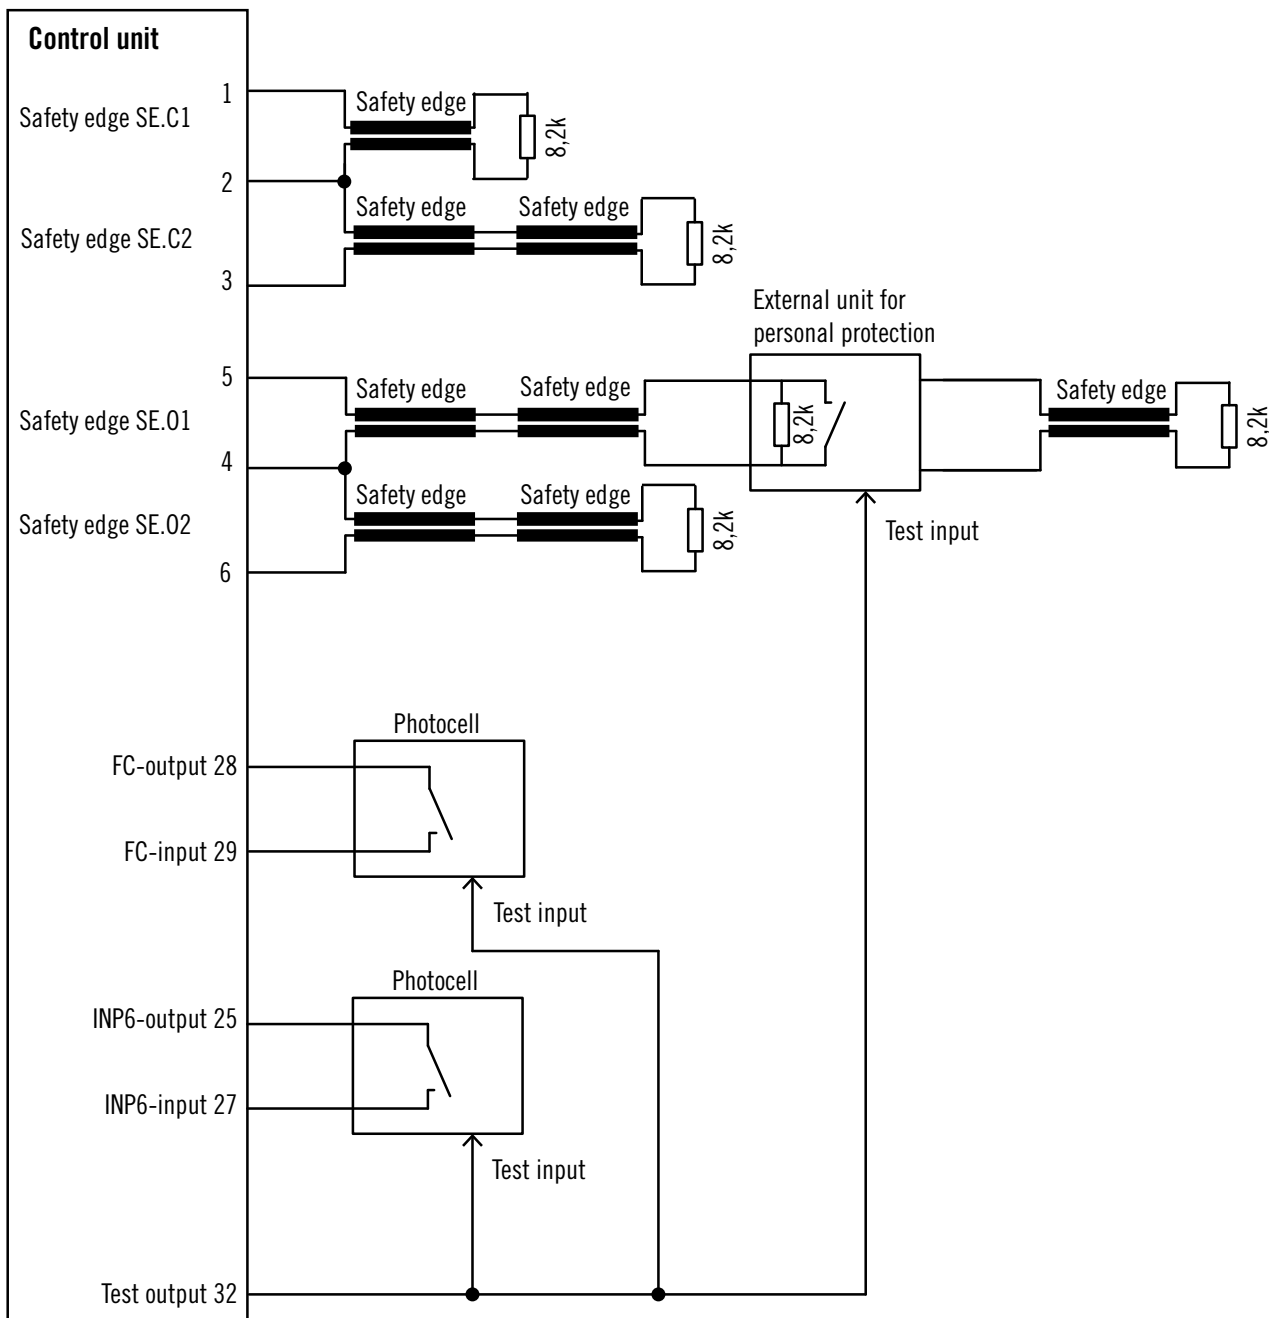 Control unit
1
Safety edge SE.C1
Safety edge
8,2k
2
Safety edge SE.C2
Safety edge
Safety edge
8,2k
3
External unit for
personal protection
5
Safety edge SE.O1
Safety edge
Safety edge
8,2k
Safety edge
8,2k
4
Safety edge SE.O2
Safety edge
Safety edge
8,2k
Test input
6
Photocell
FC-output 28
FC-input 29
Test input
Photocell
INP6-output 25
INP6-input 27
Test input
Test output 32